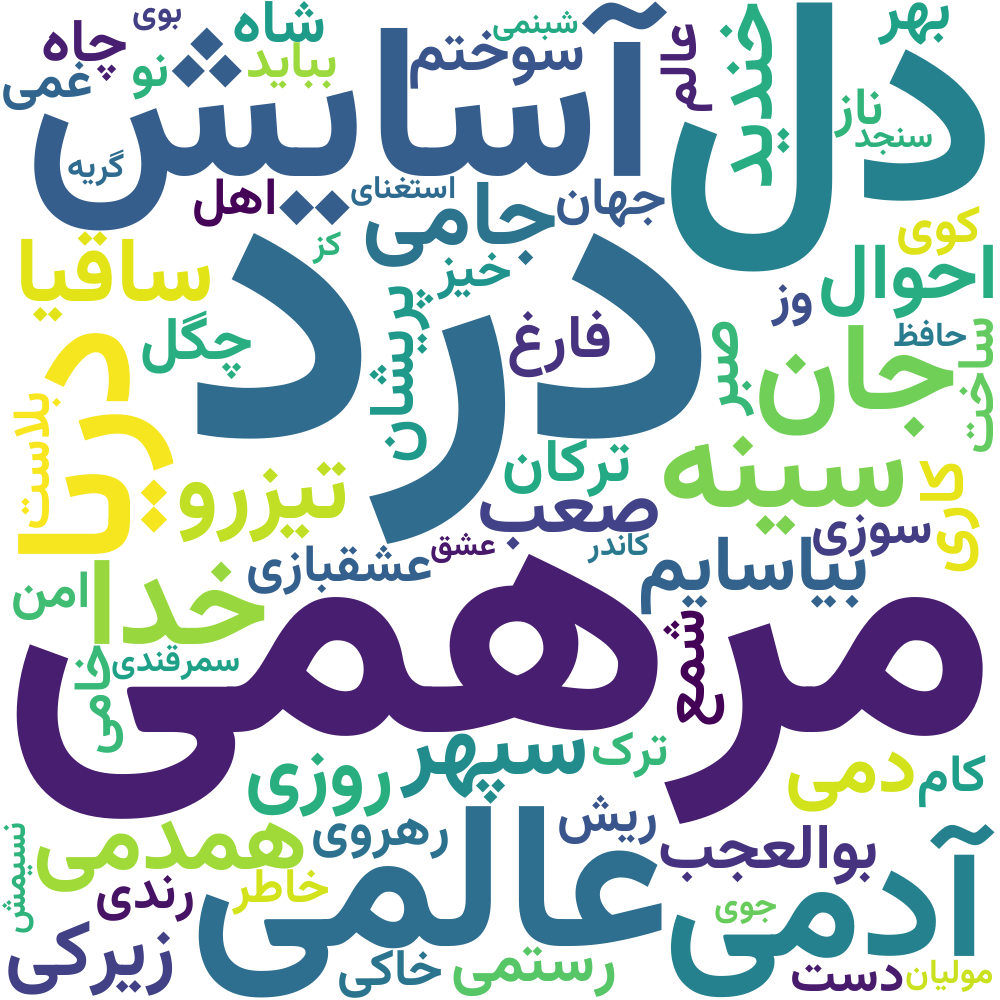 دل
آسایش
بهر
شاه
بوی
چاه
شبنمی
سوختم
عالم
خندید
بباید
نو
غمی
ناز
سنجد
گریه
اهل
استغنای
جامی
جهان
کوی
ساقیا
کز
خیز
احوال
درد
وز
چگل
پرییشان
فارغ
صبر
حافظ
ساخت
دریا
جان
بلاست
تیزرو
ترکان
سینه
کاری
صعب
سوزی
عشق
کاندر
عشقبازی
بیاسایم
امن
خدا
مرهمی
سمرقندی
خامی
شمع
سپهر
ترک
دمی
کام
روزی
همدمی
رهروی
ریش
بوالعجب
آدمی
عالمی
نسیمش
رندی
خاطر
جوی
زیرکی
خاکی
رستمی
دست
مولیان